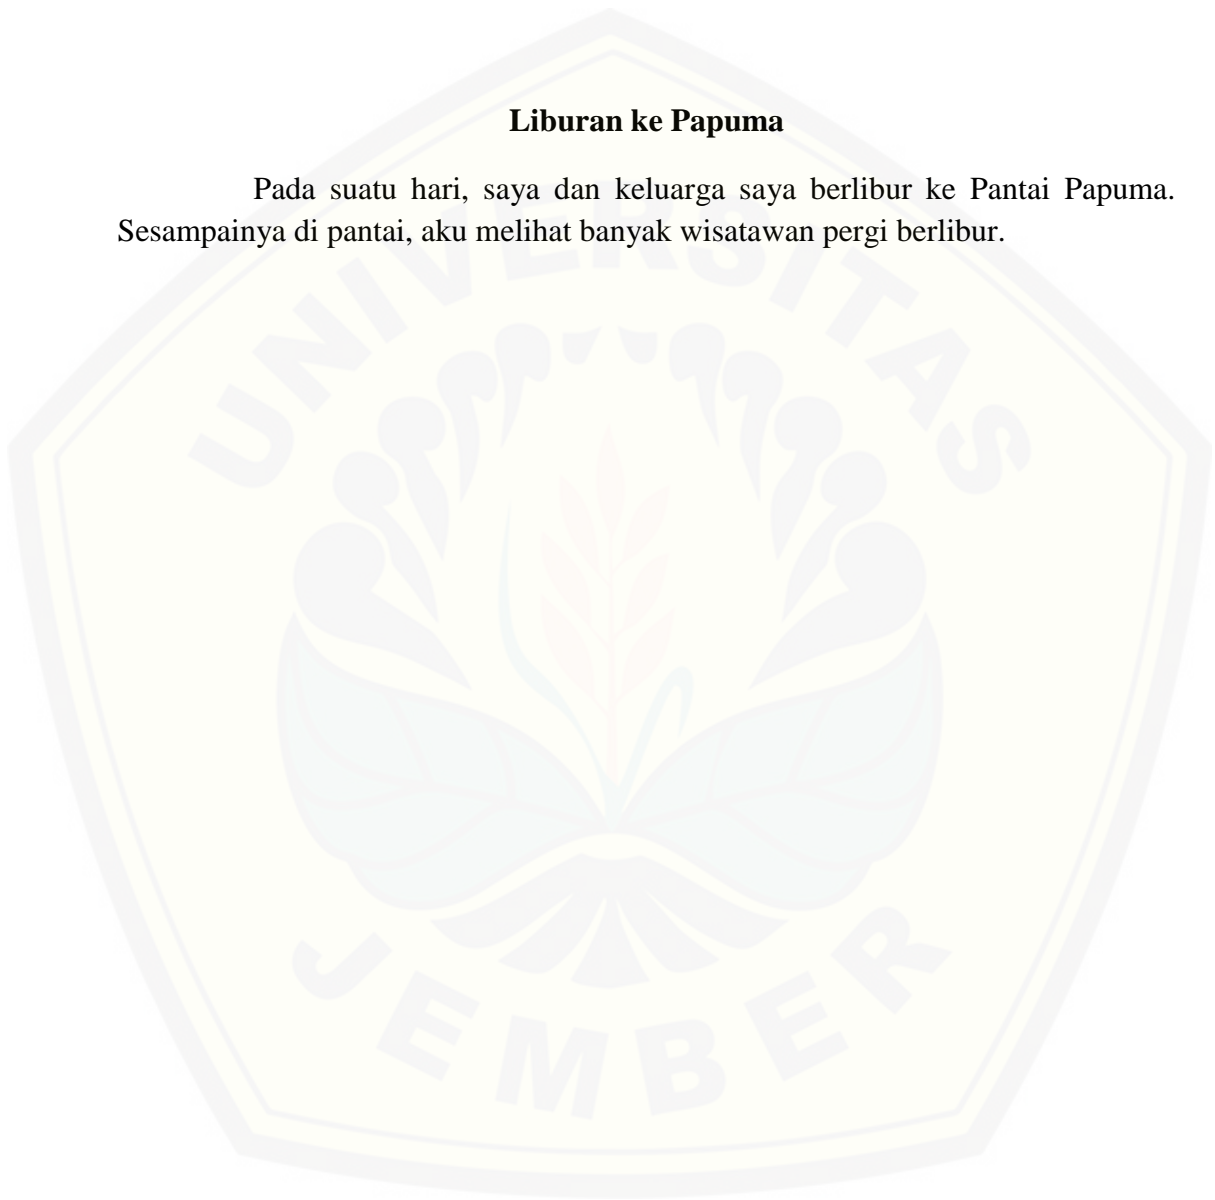 Liburan ke Papuma
Pada suatu hari, saya dan keluarga saya berlibur ke Pantai Papuma.
Sesampainya di pantai, aku melihat banyak wisatawan pergi berlibur.
UNIVERSITAS
JEMBER